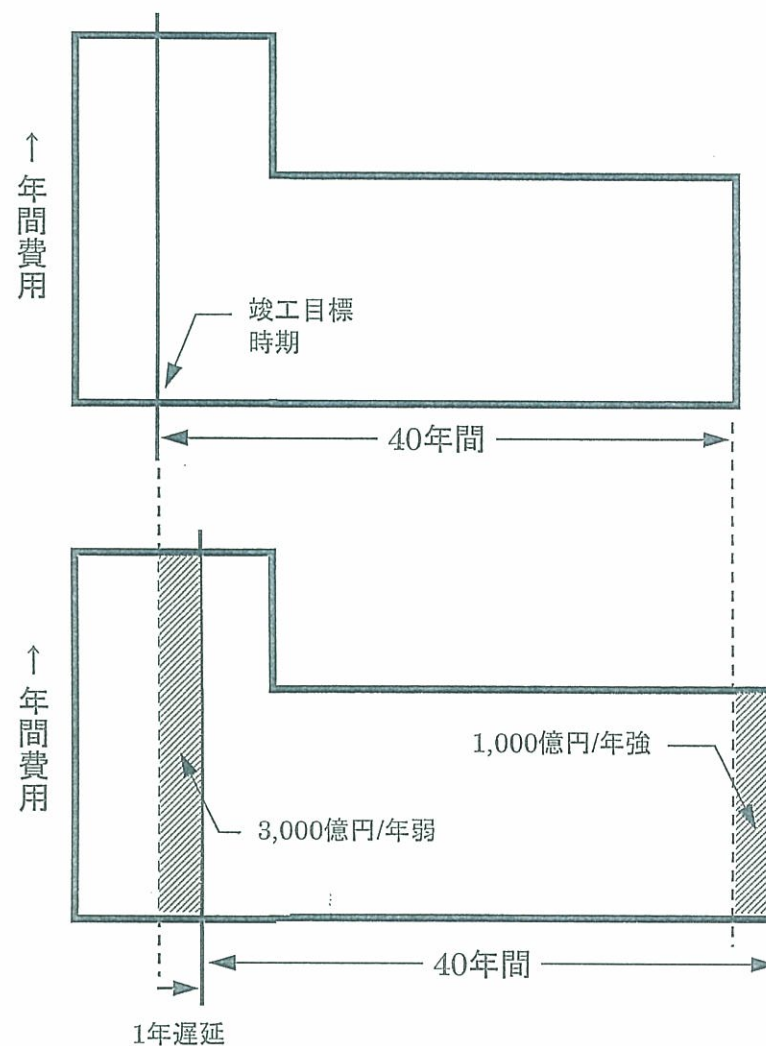 ↑年間費用
竣工目標
時期
40年間
↑年間費用
1,000億円/年強
3,000億円/年弱
40年間
1年遅延